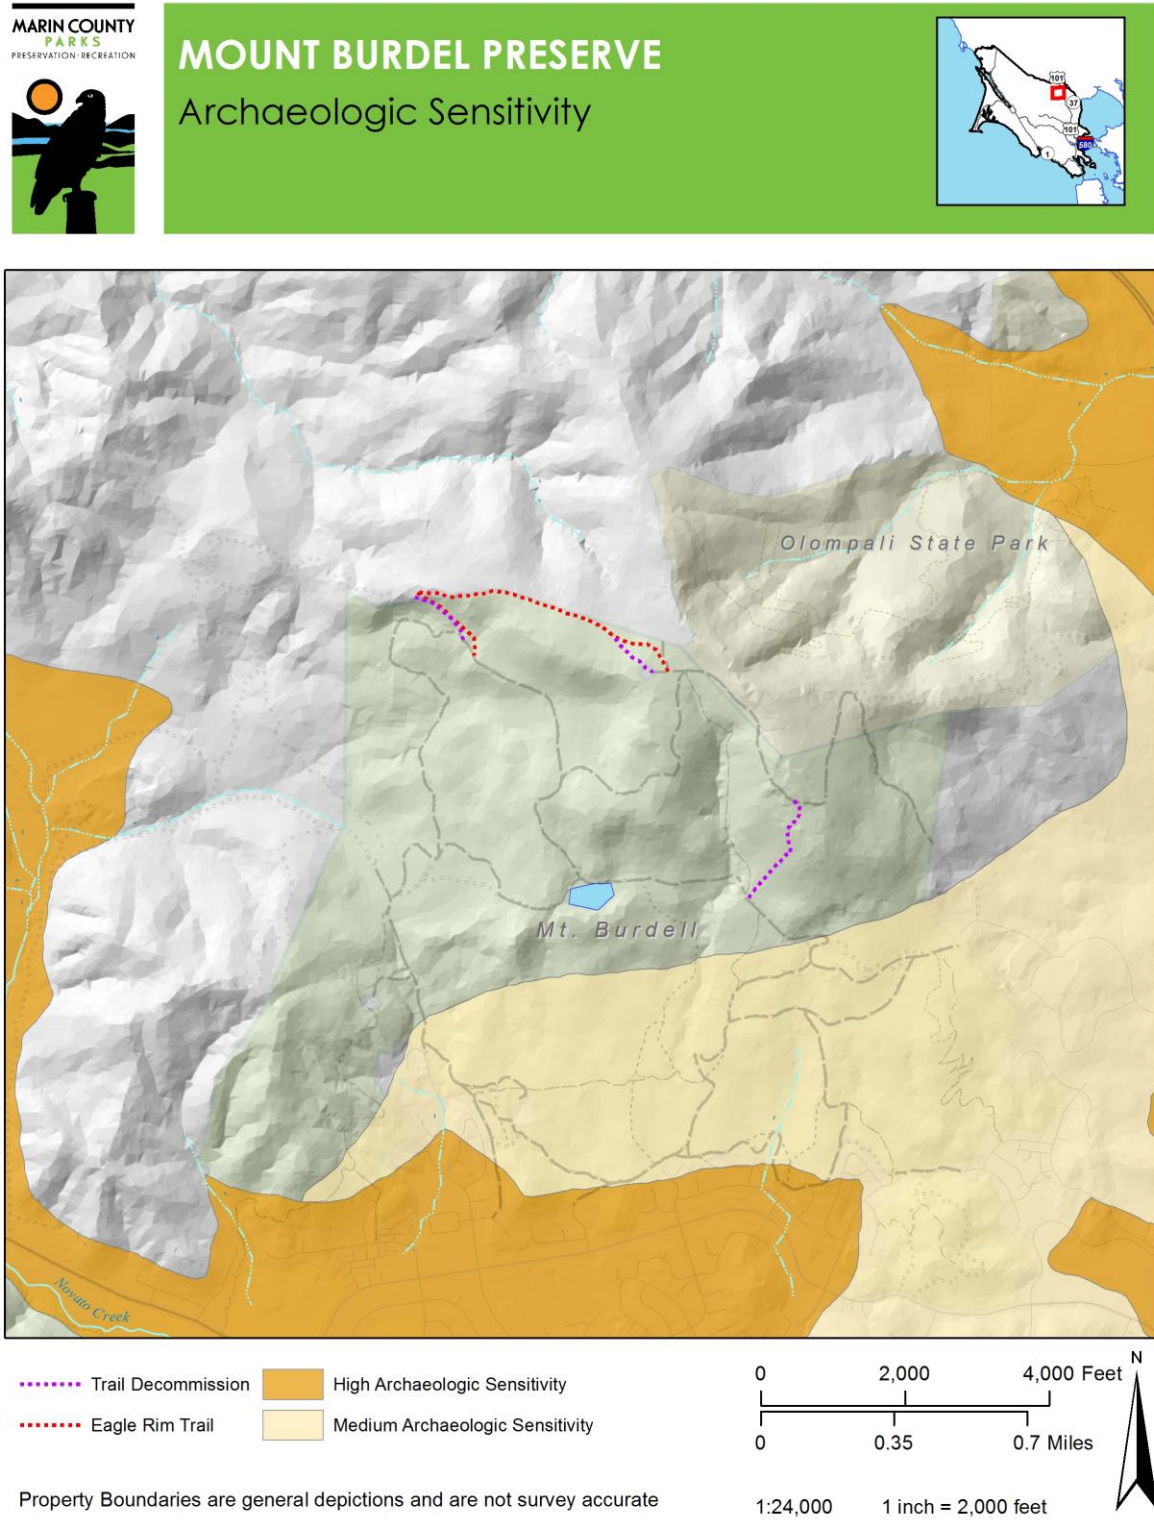 MARIN COUNTY
PARKS
PRESERVATION·RECREATION
MOUNT BURDEL PRESERVE
Archaeologic Sensitivity
101
37
101
580
1
Olompali State Park
Mt. Burdell
Novato Creek
Trail Decommission
High Archaeologic Sensitivity
Eagle Rim Trail
Medium Archaeologic Sensitivity
0 2,000 4,000 Feet
0 0.35 0.7 Miles
N
Property Boundaries are general depictions and are not survey accurate
1:24,000 1 inch = 2,000 feet